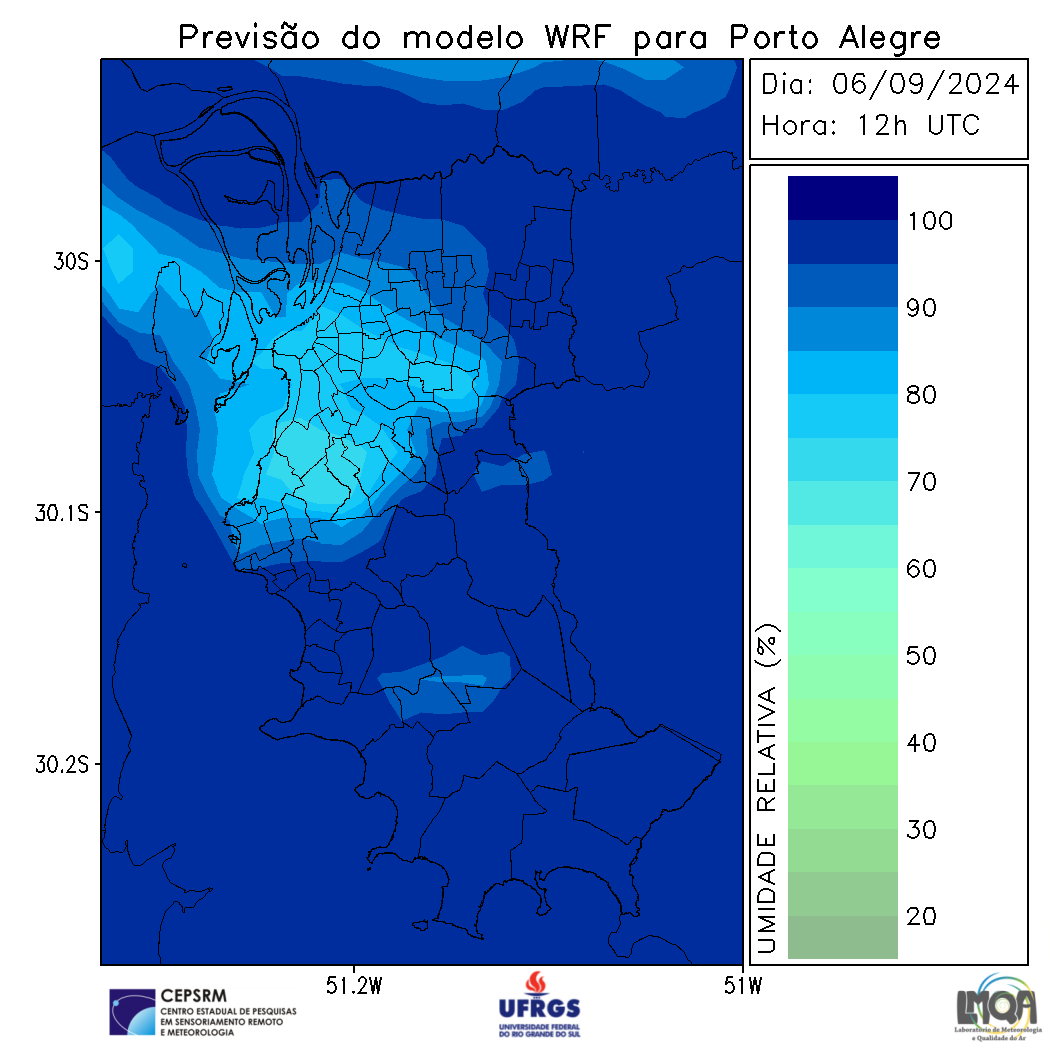 Previsão do modelo WRF para Porto Alegre
Dia: 06/09/2024
Hora: 12h UTC
30S
30.1S
30.2S
51.2W
51W
100
90
80
70
60
50
40
30
20
UMIDADE RELATIVA (%)
CEPSRM
CENTRO ESTADUAL DE PESQUISAS
EM SENSORIAMENTO REMOTO
E METEOROLOGIA
UFRGS
UNIVERSIDADE FEDERAL
DO RIO GRANDE DO SUL
LMQA
Laboratório de Meteorologia
e Qualidade do Ar